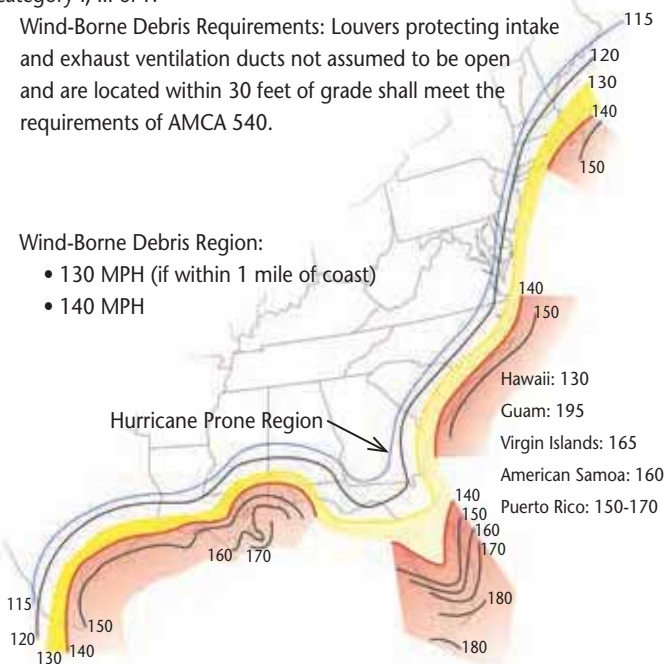 Wind-Borne Debris Requirements: Louvers protecting intake
and exhaust ventilation ducts not assumed to be open
and are located within 30 feet of grade shall meet the
requirements of AMCA 540.
115
120
130
140
150
Wind-Borne Debris Region:
• 130 MPH (if within 1 mile of coast)
• 140 MPH
140
150
Hawaii: 130
Guam: 195
Hurricane Prone Region
Virgin Islands: 165
American Samoa: 160
Puerto Rico: 150-170
140
150
160
170
160
170
180
115
150
120
180
130
140